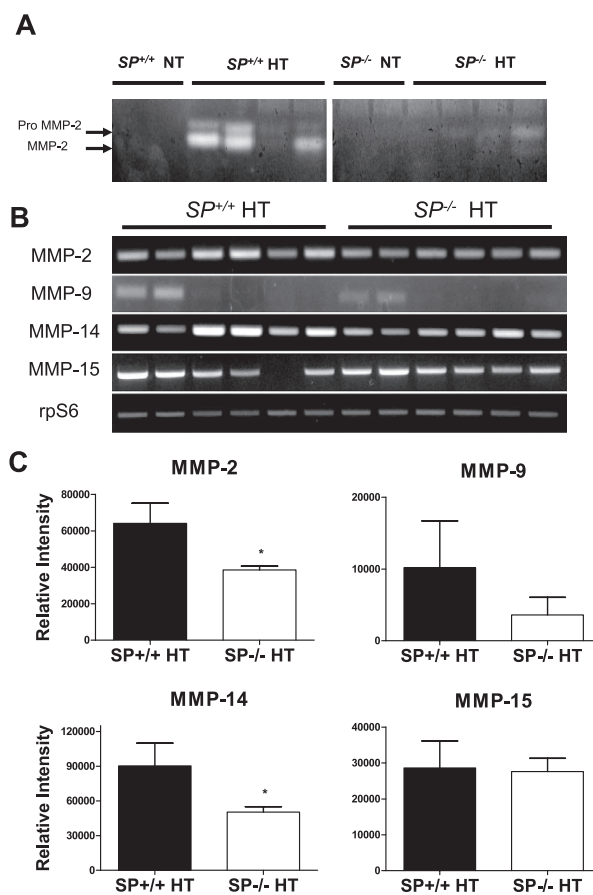 A
SP+/+ NT SP+/+ HT SP-/- NT SP-/- HT
Pro MMP-2
MMP-2
B
SP+/+ HT SP-/- HT
MMP-2
MMP-9
MMP-14
MMP-15
rpS6
C
MMP-2
Relative Intensity
80000
60000
40000
20000
0
*
SP+/+ HT SP-/- HT
MMP-9
20000
10000
0
SP+/+ HT SP-/- HT
MMP-14
Relative Intensity
120000
90000
60000
30000
0
*
SP+/+ HT SP-/- HT
MMP-15
40000
30000
20000
10000
0
SP+/+ HT SP-/- HT